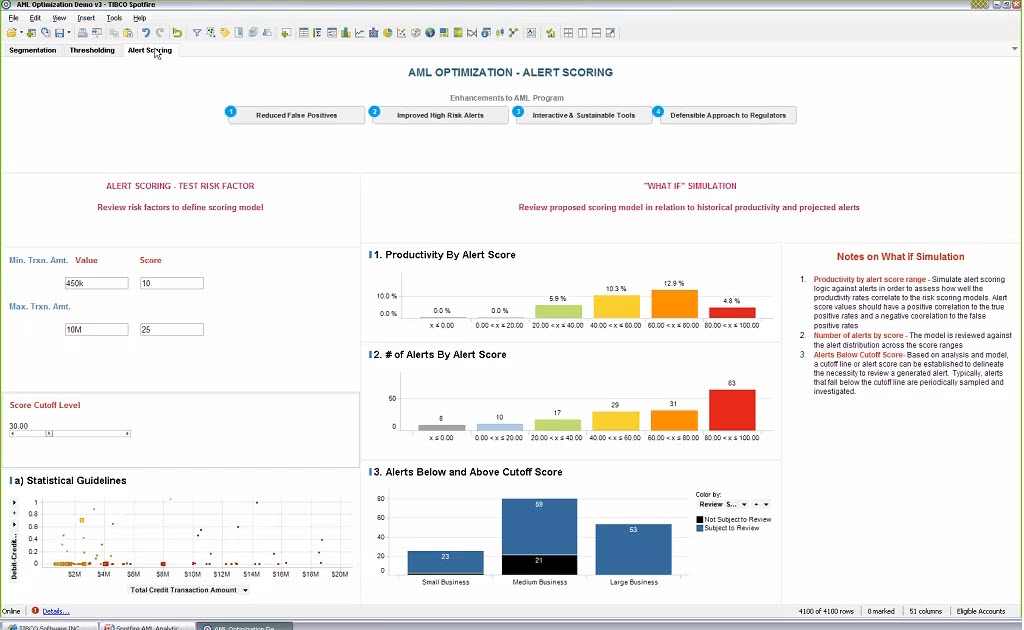 AML Optimization Demo v3 - TIBCO Spotfire
File Edit View Insert Tools Help
Segmentation Thresholding Alert Scoring
AML OPTIMIZATION - ALERT SCORING
Enhancements to AML Program
1 Reduced False Positives 2 Improved High Risk Alerts 3 Interactive & Sustainable Tools 4 Defensible Approach to Regulators
ALERT SCORING - TEST RISK FACTOR
Review risk factors to define scoring model
"WHAT IF" SIMULATION
Review proposed scoring model in relation to historical productivity and projected alerts
Min. Trxn. Amt. Value Score
450k 10
Max. Trxn. Amt.
10M 25
Score Cutoff Level
30.00
a) Statistical Guidelines
1
0.8
0.6
0.4
0.2
0
Debit-Credit...
$2M $4M $6M $8M $10M $12M $14M $16M $18M $20M
Total Credit Transaction Amount
1. Productivity By Alert Score
10.0 %
0.0 %
0.0 % 0.0 % 5.9 % 10.3 % 12.9 % 4.8 %
x ≤ 0.00 0.00 < x ≤ 20.00 20.00 < x ≤ 40.00 40.00 < x ≤ 60.00 60.00 < x ≤ 80.00 80.00 < x ≤ 100.00
2. # of Alerts By Alert Score
50
0
8 10 17 29 31 63
x ≤ 0.00 0.00 < x ≤ 20.00 20.00 < x ≤ 40.00 40.00 < x ≤ 60.00 60.00 < x ≤ 80.00 80.00 < x ≤ 100.00
3. Alerts Below and Above Cutoff Score
80
60
40
20
0
23 59 21 53
Small Business Medium Business Large Business
Color by:
Review S...
Not Subject to Review
Subject to Review
Notes on What if Simulation
1. Productivity by alert score range - Simulate alert scoring
logic against alerts in order to assess how well the
productivity rates correlate to the risk scoring models. Alert
score values should have a positive correlation to the true
positives rates and a negative coorelation to the false
positive rates
2. Number of alerts by score - The model is reviewed against
the alert distribution across the score ranges
3. Alerts Below Cutoff Score- Based on analysis and model,
a cutoff line or alert score can be established to delineate
the necessity to review a generated alert. Typically, alerts
that fall below the cutoff line are periodically sampled and
investigated.
Online Details... 4100 of 4100 rows 0 marked 51 columns Eligible Accounts
TIBCO Software INC. Spotfire AML Analytic... AML Optimization De...